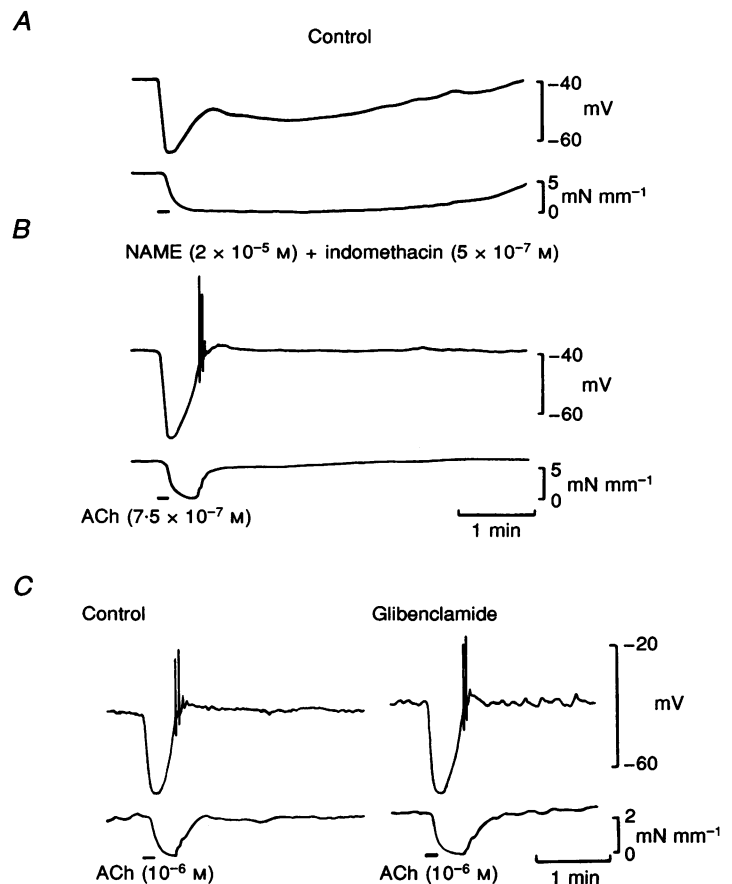 A
Control
−40
mV
−60
5
mN mm⁻¹
0
B
NAME (2 × 10⁻⁵ M) + indomethacin (5 × 10⁻⁷ M)
−40
mV
−60
5
mN mm⁻¹
0
ACh (7·5 × 10⁻⁷ M)
1 min
C
Control
Glibenclamide
−20
mV
−60
2
mN mm⁻¹
0
ACh (10⁻⁶ M)
ACh (10⁻⁶ M)
1 min